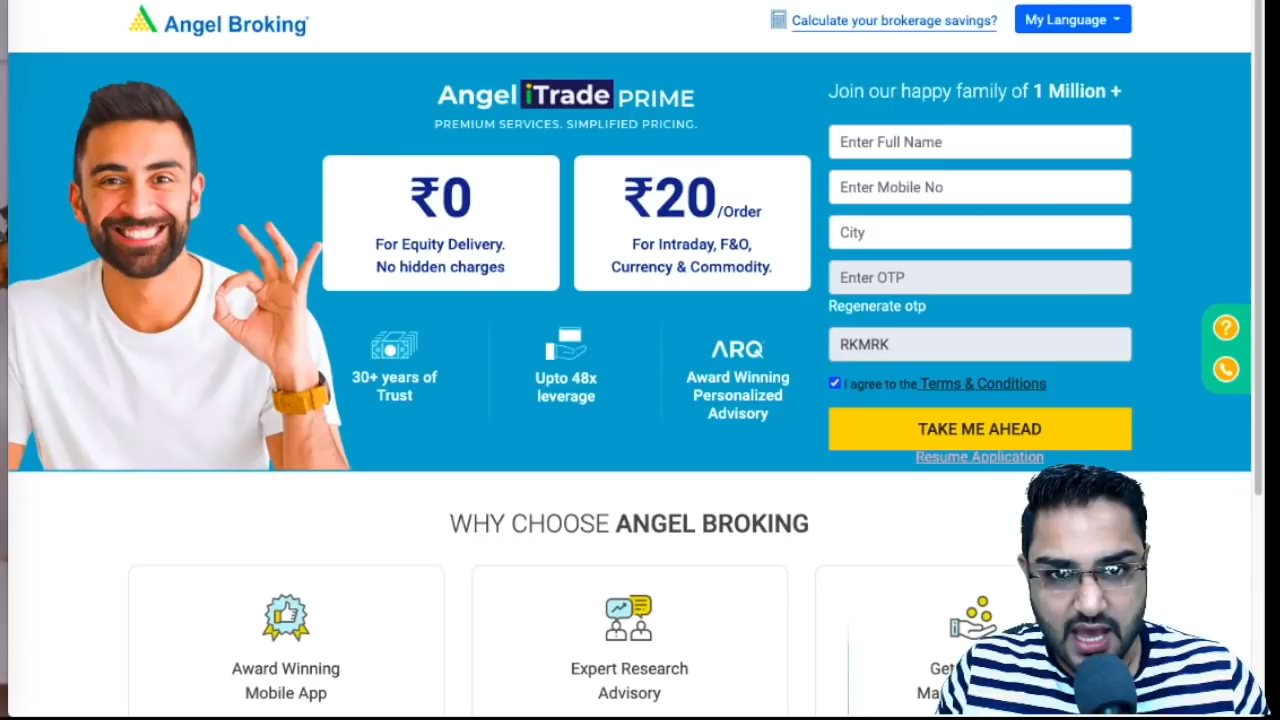 Angel Broking
Calculate your brokerage savings?
My Language
Angel iTrade PRIME
PREMIUM SERVICES. SIMPLIFIED PRICING.
₹0
For Equity Delivery.
No hidden charges
₹20/Order
For Intraday, F&O,
Currency & Commodity.
30+ years of
Trust
Upto 48x
leverage
ARQ
Award Winning
Personalized
Advisory
Join our happy family of 1 Million +
Enter Full Name
Enter Mobile No
City
Enter OTP
Regenerate otp
RKMRK
I agree to the Terms & Conditions
TAKE ME AHEAD
Resume Application
WHY CHOOSE ANGEL BROKING
Award Winning
Mobile App
Expert Research
Advisory